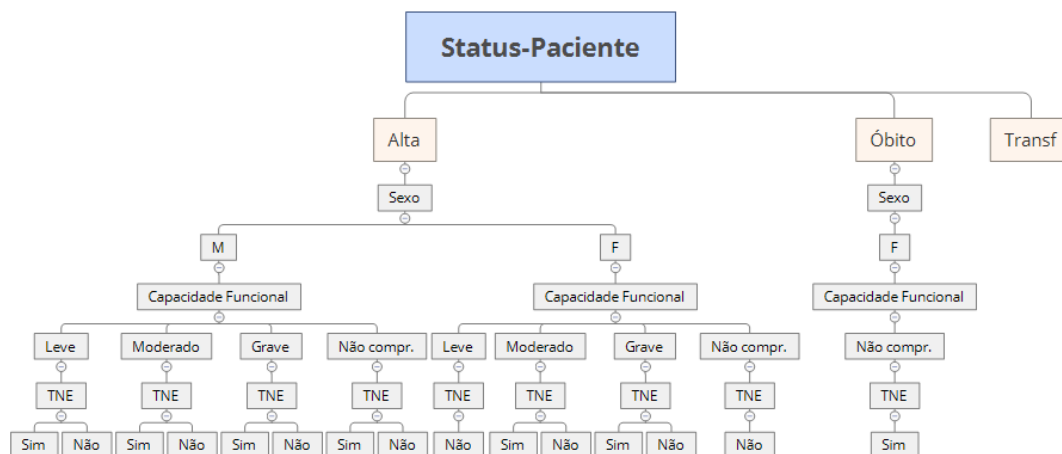 Status-Paciente
Alta Óbito Transf
Sexo Sexo
M F F
Capacidade Funcional Capacidade Funcional Capacidade Funcional
Leve Moderado Grave Não compr. Leve Moderado Grave Não compr. Não compr.
TNE TNE TNE TNE TNE TNE TNE TNE TNE
Sim Não Sim Não Sim Não Sim Não Não Sim Não Sim Não Não Sim